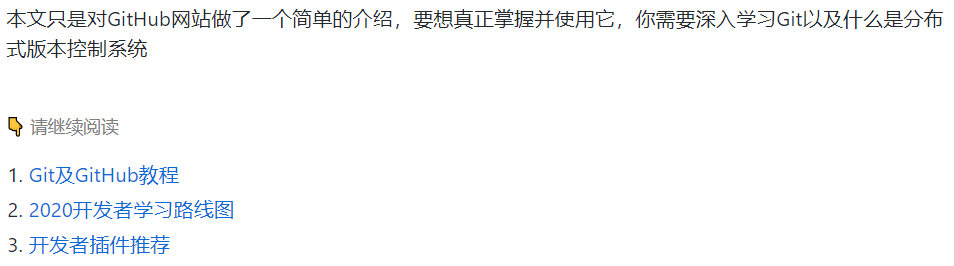 本文只是对GitHub网站做了一个简单的介绍，要想真正掌握并使用它，你需要深入学习Git以及什么是分布
式版本控制系统
👇 请继续阅读
1. Git及GitHub教程
2. 2020开发者学习路线图
3. 开发者插件推荐